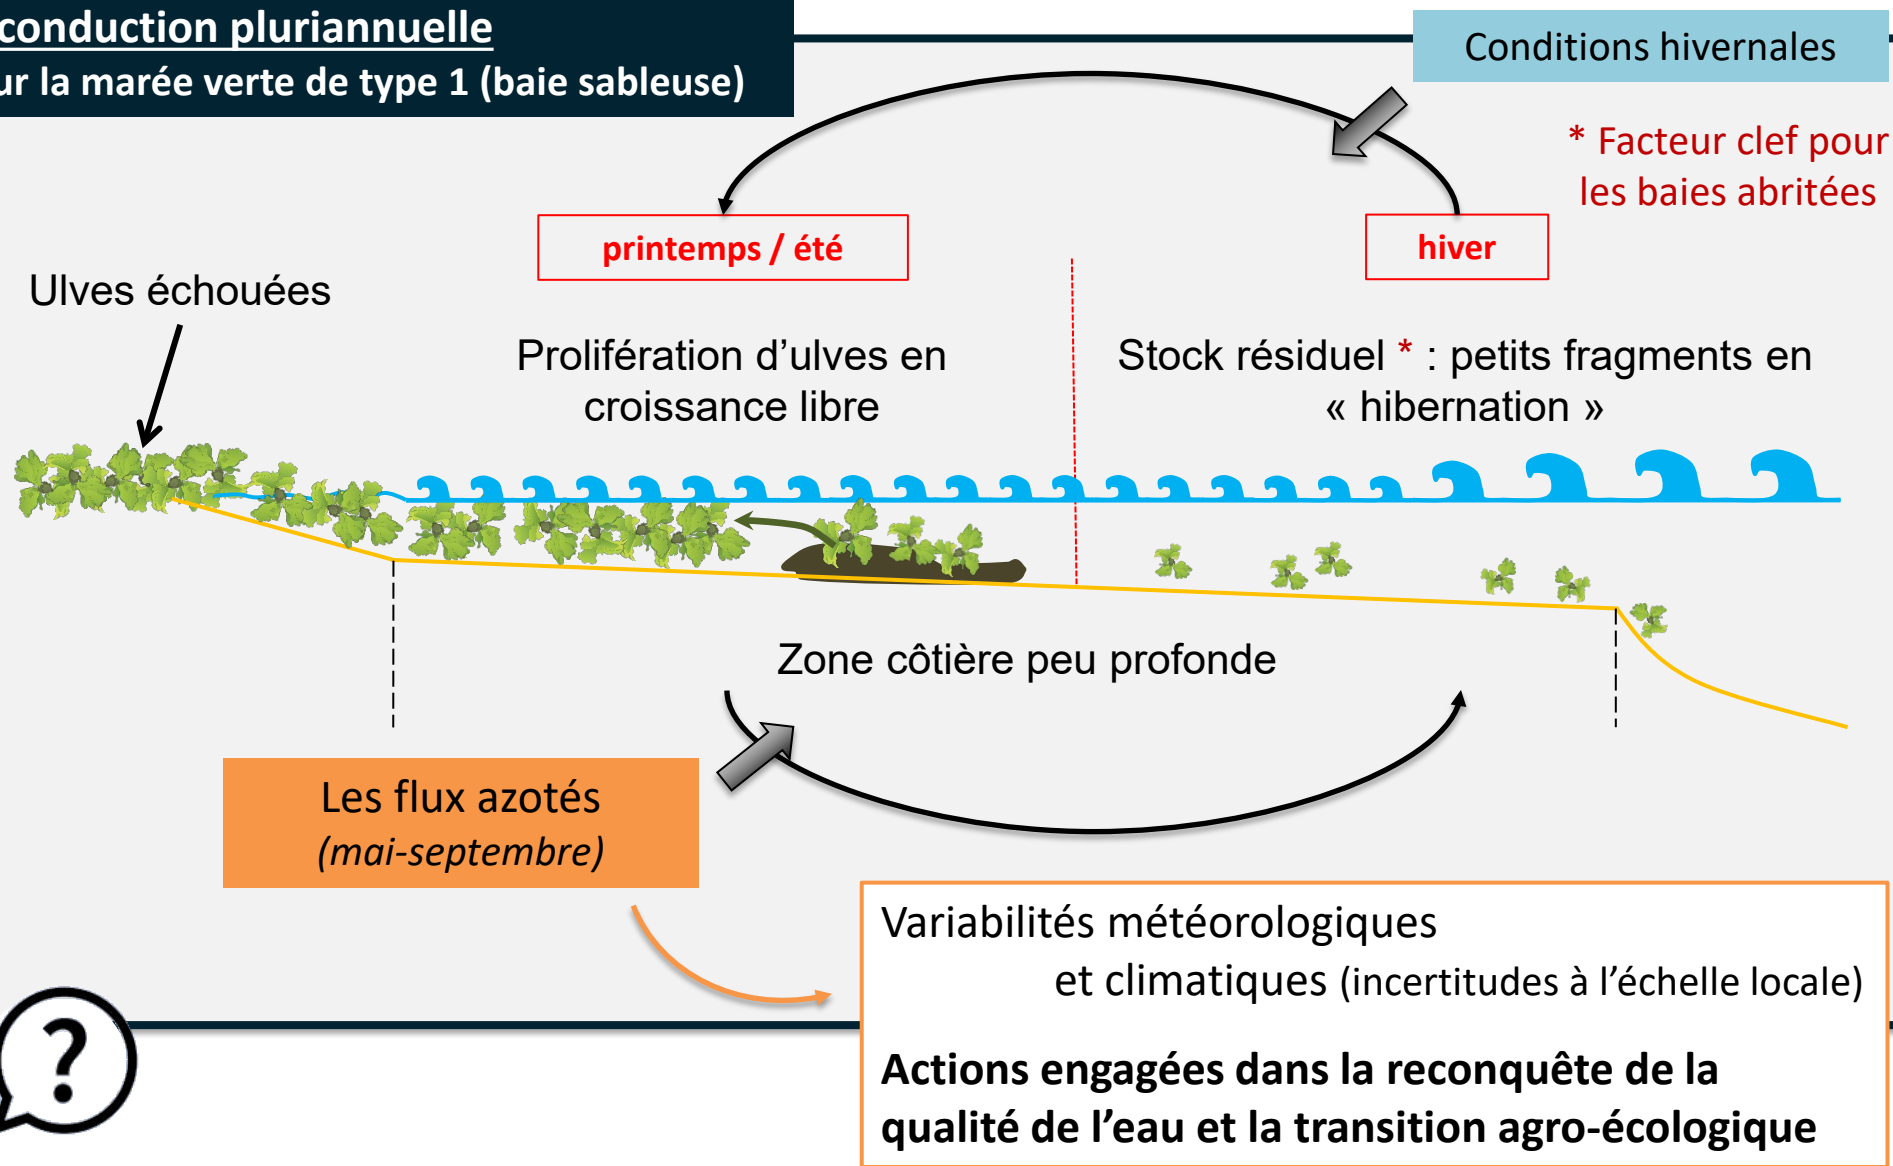 conduction pluriannuelle
ur la marée verte de type 1 (baie sableuse)
Conditions hivernales
* Facteur clef pour
les baies abritées
printemps / été
hiver
Ulves échouées
Prolifération d’ulves en
croissance libre
Stock résiduel * : petits fragments en
« hibernation »
Zone côtière peu profonde
Les flux azotés
(mai-septembre)
Variabilités météorologiques
et climatiques (incertitudes à l’échelle locale)
Actions engagées dans la reconquête de la
qualité de l’eau et la transition agro-écologique
?